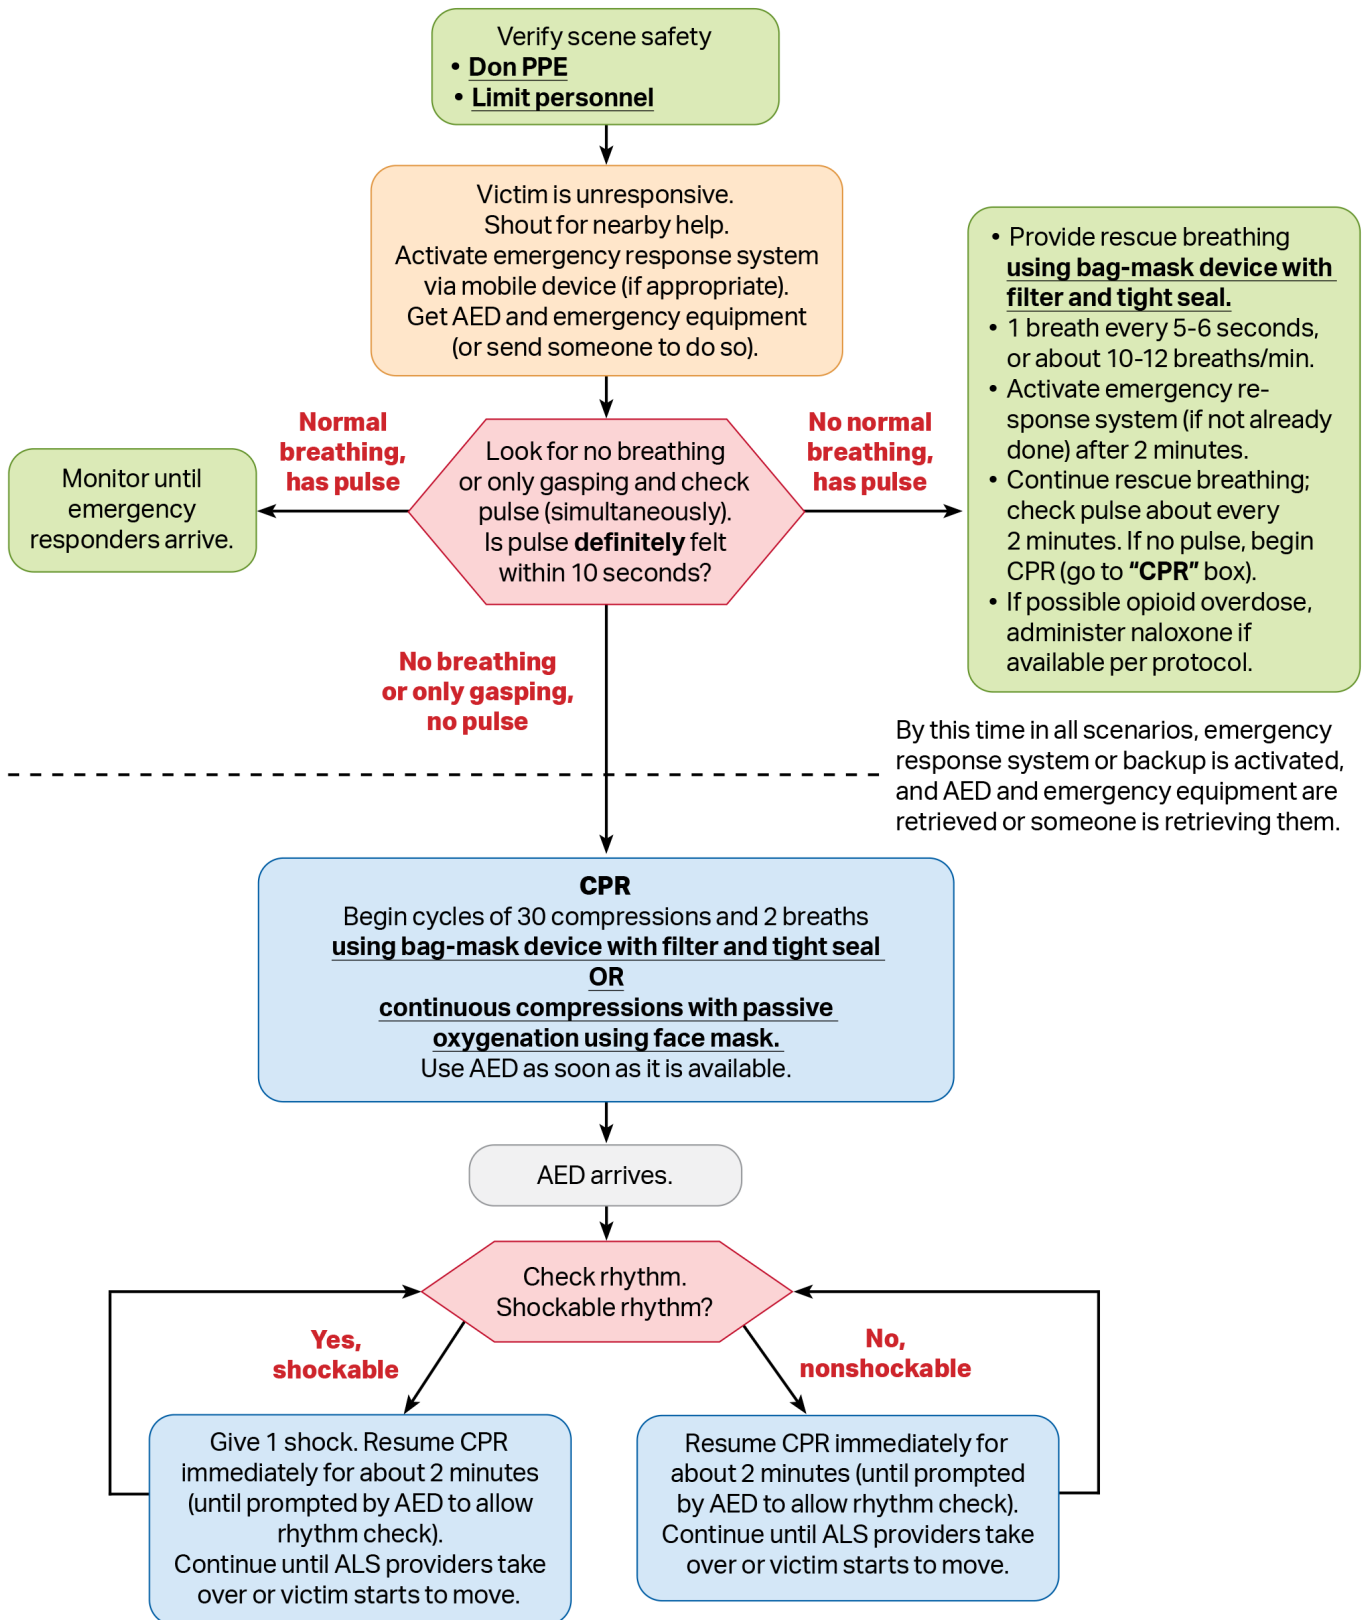 Verify scene safety
• Don PPE
• Limit personnel
Victim is unresponsive.
Shout for nearby help.
Activate emergency response system
via mobile device (if appropriate).
Get AED and emergency equipment
(or send someone to do so).
Normal
breathing,
has pulse
Monitor until
emergency
responders arrive.
Look for no breathing
or only gasping and check
pulse (simultaneously).
Is pulse definitely felt
within 10 seconds?
No normal
breathing,
has pulse
• Provide rescue breathing
using bag-mask device with
filter and tight seal.
• 1 breath every 5-6 seconds,
or about 10-12 breaths/min.
• Activate emergency re-
sponse system (if not already
done) after 2 minutes.
• Continue rescue breathing;
check pulse about every
2 minutes. If no pulse, begin
CPR (go to “CPR” box).
• If possible opioid overdose,
administer naloxone if
available per protocol.
No breathing
or only gasping,
no pulse
By this time in all scenarios, emergency
response system or backup is activated,
and AED and emergency equipment are
retrieved or someone is retrieving them.
CPR
Begin cycles of 30 compressions and 2 breaths
using bag-mask device with filter and tight seal
OR
continuous compressions with passive
oxygenation using face mask.
Use AED as soon as it is available.
AED arrives.
Check rhythm.
Shockable rhythm?
Yes,
shockable
No,
nonshockable
Give 1 shock. Resume CPR
immediately for about 2 minutes
(until prompted by AED to allow
rhythm check).
Continue until ALS providers take
over or victim starts to move.
Resume CPR immediately for
about 2 minutes (until prompted
by AED to allow rhythm check).
Continue until ALS providers take
over or victim starts to move.